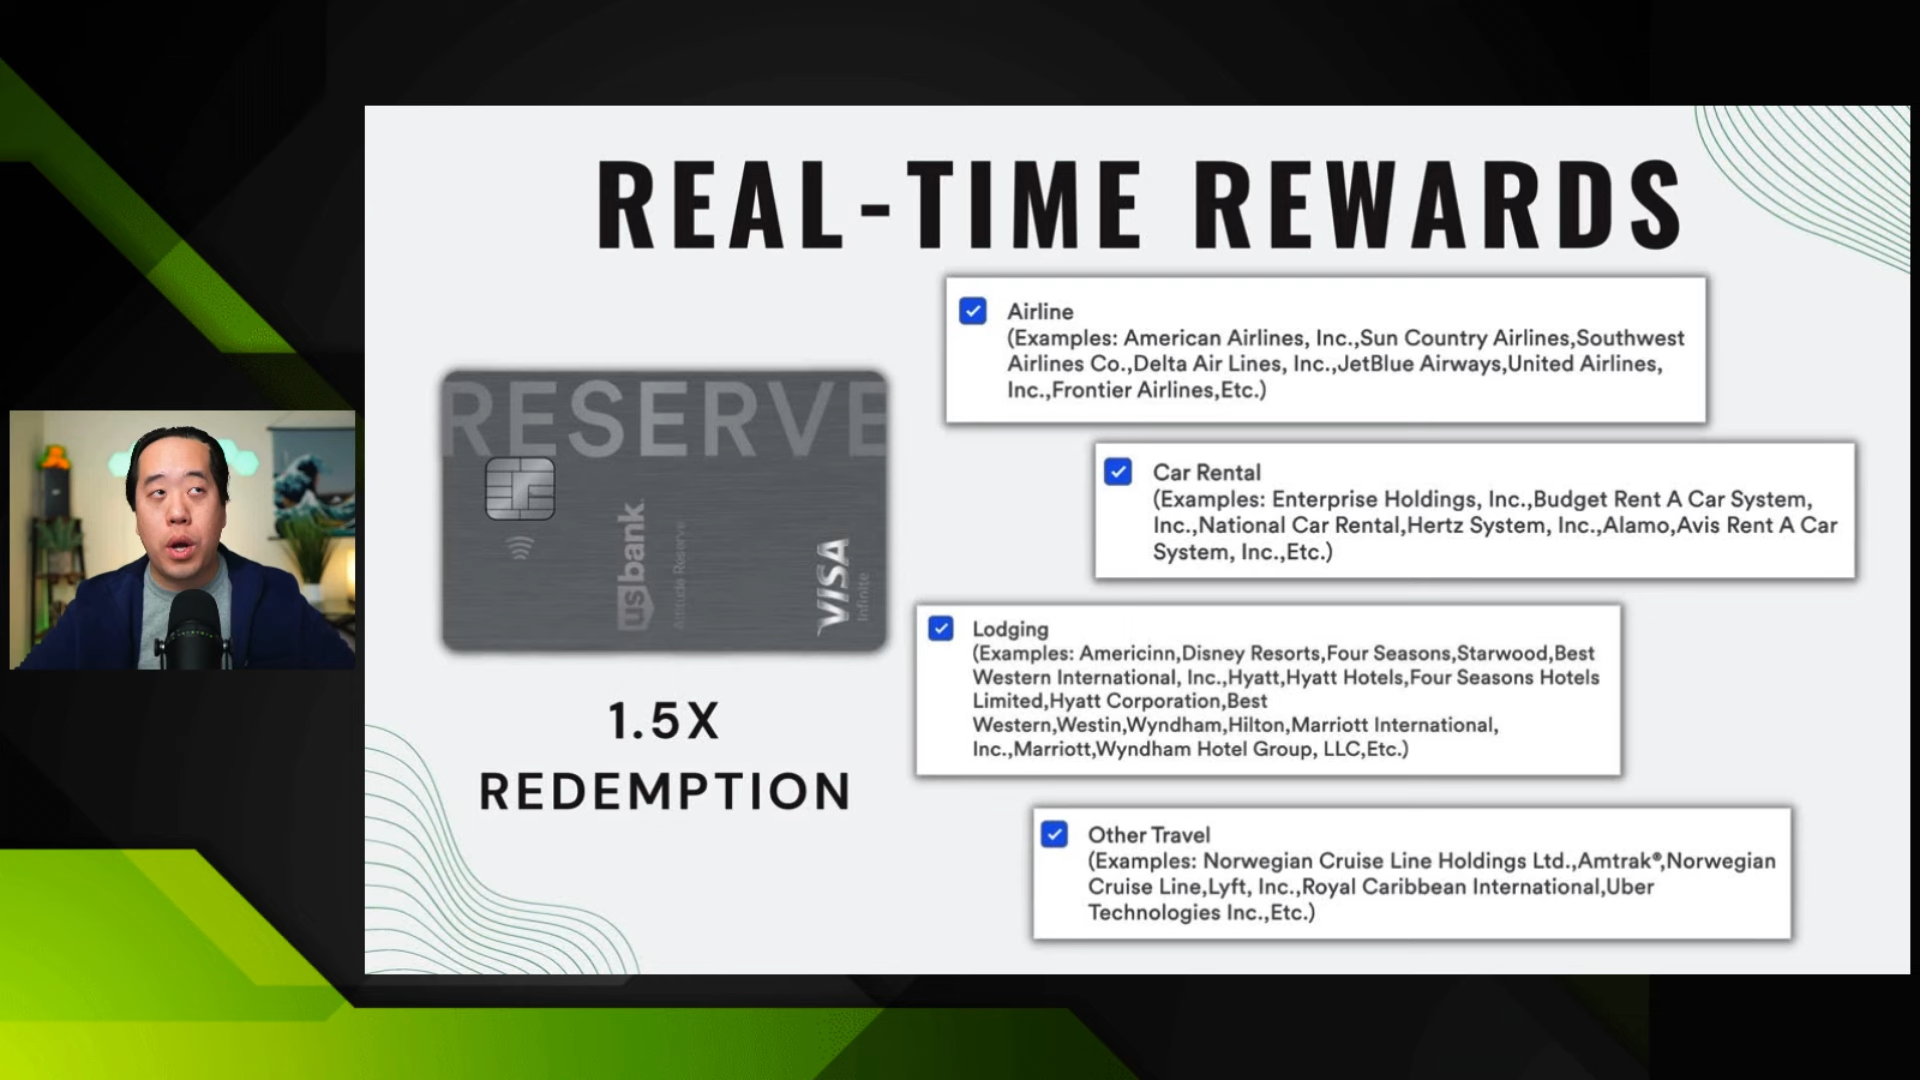 REAL-TIME REWARDS
Airline
(Examples: American Airlines, Inc.,Sun Country Airlines,Southwest
Airlines Co.,Delta Air Lines, Inc.,JetBlue Airways,United Airlines,
Inc.,Frontier Airlines,Etc.)
RESERVE
usbank.
Altitude Reserve
VISA
Infinite
Car Rental
(Examples: Enterprise Holdings, Inc.,Budget Rent A Car System,
Inc.,National Car Rental,Hertz System, Inc.,Alamo,Avis Rent A Car
System, Inc.,Etc.)
Lodging
(Examples: Americinn,Disney Resorts,Four Seasons,Starwood,Best
Western International, Inc.,Hyatt,Hyatt Hotels,Four Seasons Hotels
Limited,Hyatt Corporation,Best
Western,Westin,Wyndham,Hilton,Marriott International,
Inc.,Marriott,Wyndham Hotel Group, LLC,Etc.)
1.5X
REDEMPTION
Other Travel
(Examples: Norwegian Cruise Line Holdings Ltd.,Amtrak®,Norwegian
Cruise Line,Lyft, Inc.,Royal Caribbean International,Uber
Technologies Inc.,Etc.)